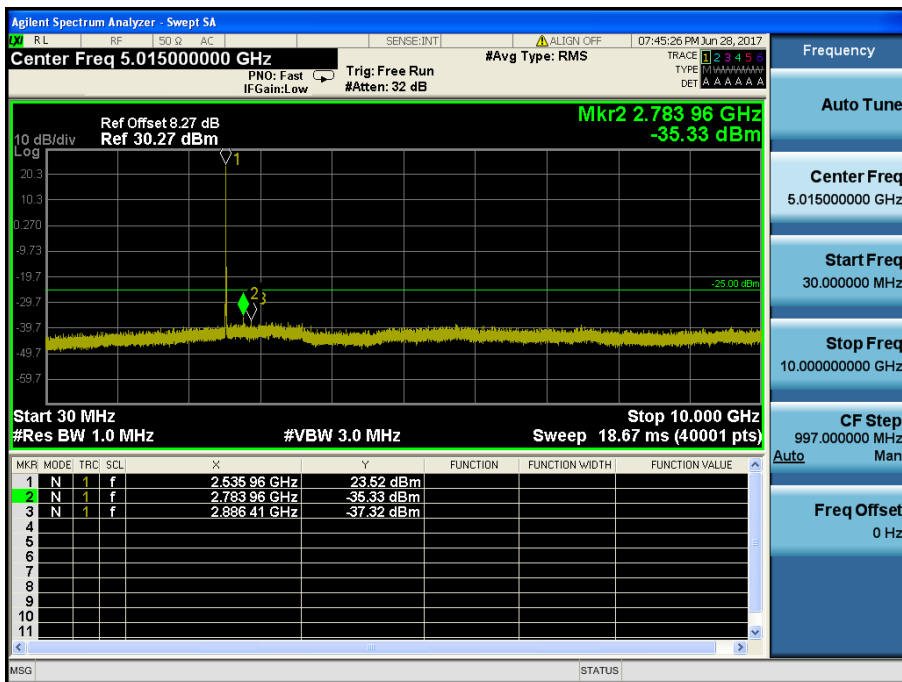 Agilent Spectrum Analyzer - Swept SA
LXI RL RF 50 Ω AC SENSE:INT ALIGN OFF 07:45:26 PM Jun 28, 2017
Center Freq 5.015000000 GHz
PNO: Fast
IFGain:Low
Trig: Free Run
#Atten: 32 dB
#Avg Type: RMS
TRACE 1 2 3 4 5 6
TYPE M W W W W W
DET A A A A A A
Ref Offset 8.27 dB
Ref 30.27 dBm
10 dB/div
Log
Mkr2 2.783 96 GHz
-35.33 dBm
1
20.3
10.3
0.270
-9.73
-19.7
-25.00 dBm
2 3
-29.7
-39.7
-49.7
-59.7
Start 30 MHz
Stop 10.000 GHz
#Res BW 1.0 MHz
#VBW 3.0 MHz
Sweep 18.67 ms (40001 pts)
MKR MODE TRC SCL X Y FUNCTION FUNCTION WIDTH FUNCTION VALUE
1 N 1 f 2.535 96 GHz 23.52 dBm
2 N 1 f 2.783 96 GHz -35.33 dBm
3 N 1 f 2.886 41 GHz -37.32 dBm
4
5
6
7
8
9
10
11
MSG
STATUS
Frequency
Auto Tune
Center Freq
5.015000000 GHz
Start Freq
30.000000 MHz
Stop Freq
10.000000000 GHz
CF Step
997.000000 MHz
Auto Man
Freq Offset
0 Hz